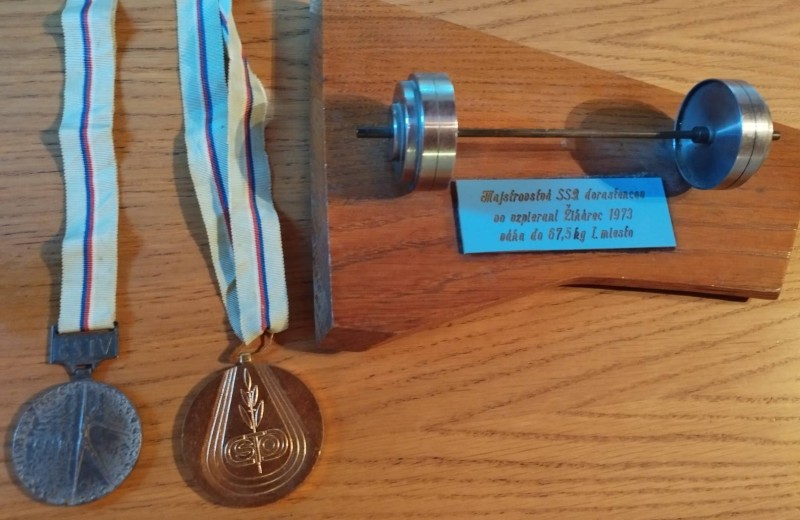 Majstrovstvá SSR dorastencov
vo vzpieraní Žihárec 1973
váha do 67,5 kg I. miesto